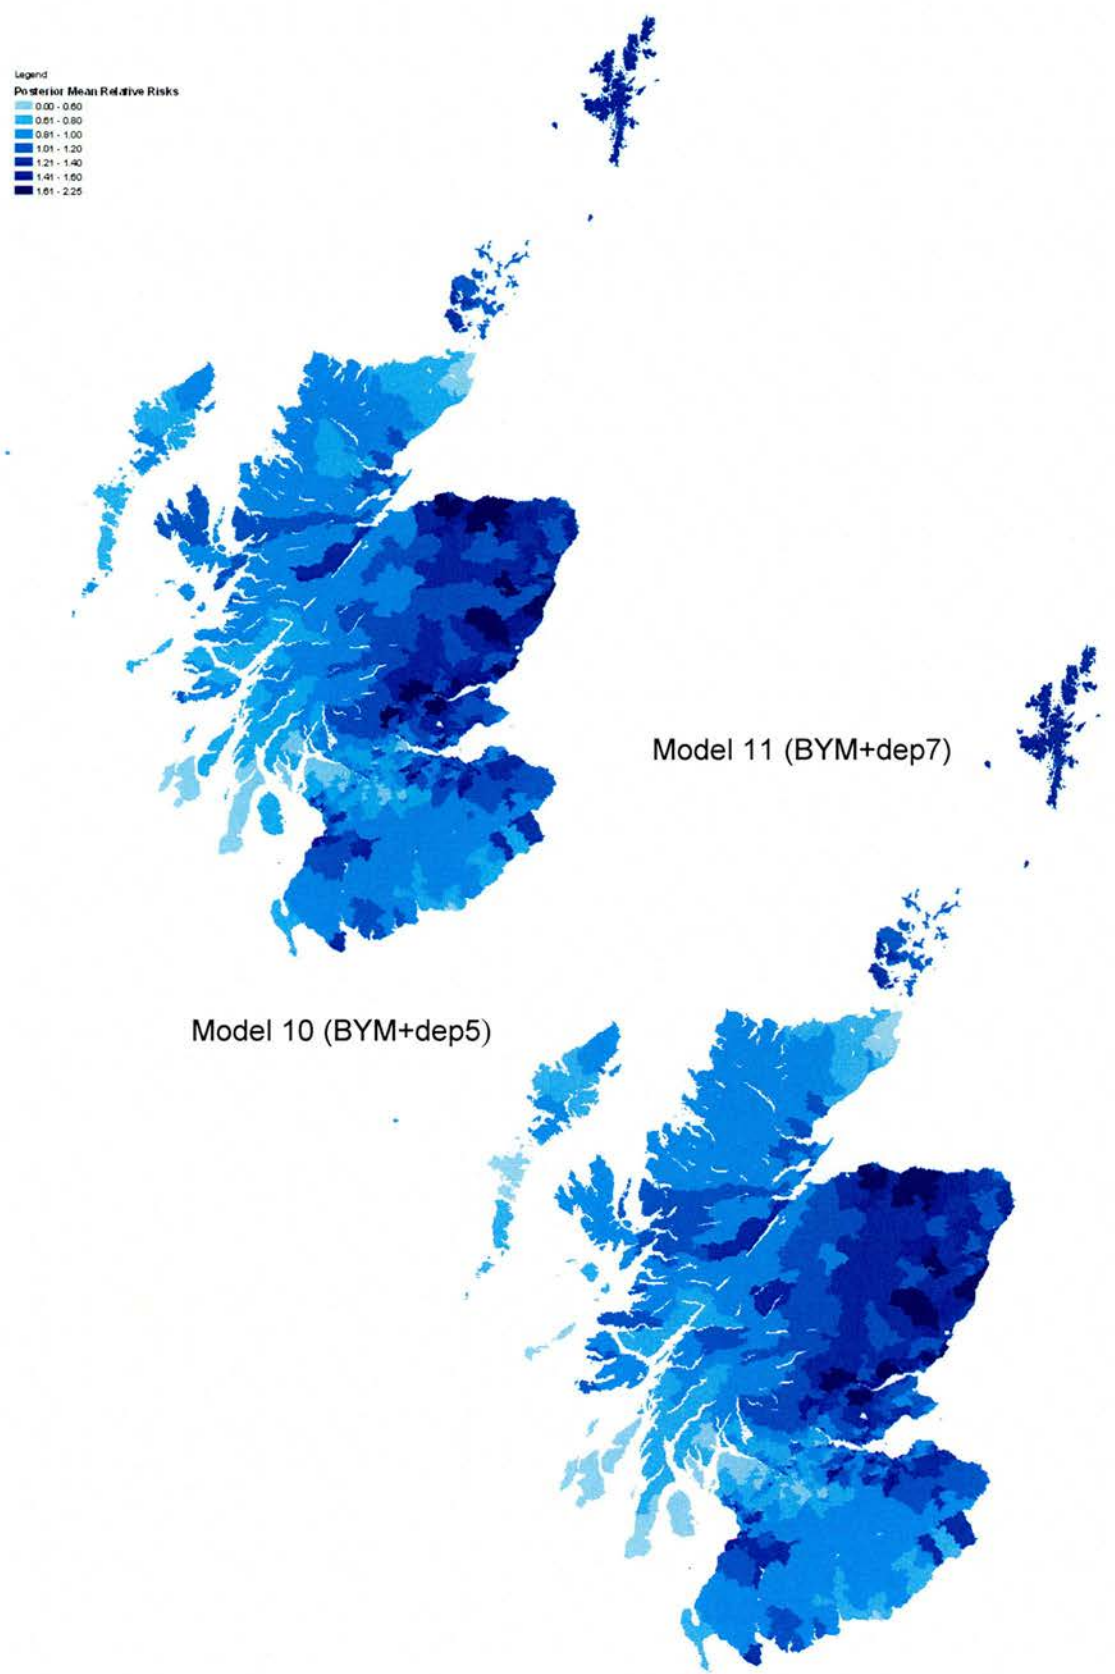 Legend
Posterior Mean Relative Risks
0.00 - 0.60
0.61 - 0.80
0.81 - 1.00
1.01 - 1.20
1.21 - 1.40
1.41 - 1.60
1.61 - 2.25
Model 11 (BYM+dep7)
Model 10 (BYM+dep5)